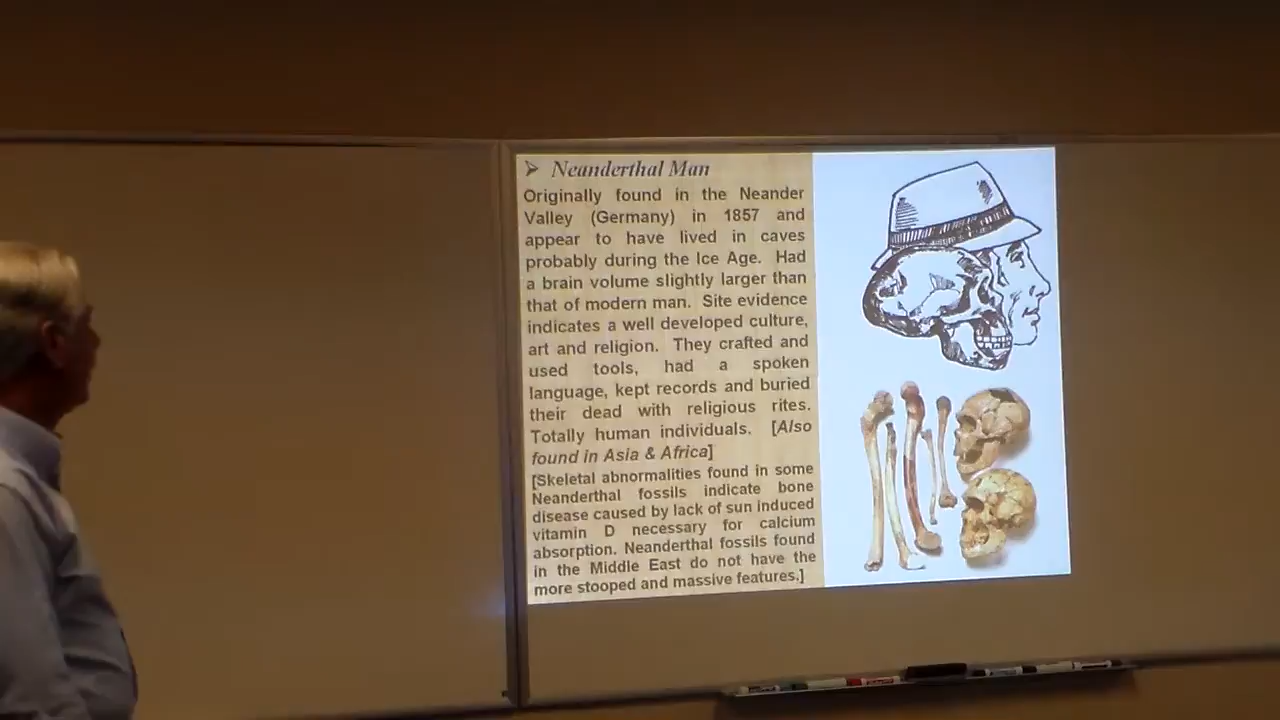 ➢ Neanderthal Man
Originally found in the Neander
Valley (Germany) in 1857 and
appear to have lived in caves
probably during the Ice Age. Had
a brain volume slightly larger than
that of modern man. Site evidence
indicates a well developed culture,
art and religion. They crafted and
used tools, had a spoken
language, kept records and buried
their dead with religious rites.
Totally human individuals. [Also
found in Asia & Africa]
[Skeletal abnormalities found in some
Neanderthal fossils indicate bone
disease caused by lack of sun induced
vitamin D necessary for calcium
absorption. Neanderthal fossils found
in the Middle East do not have the
more stooped and massive features.]